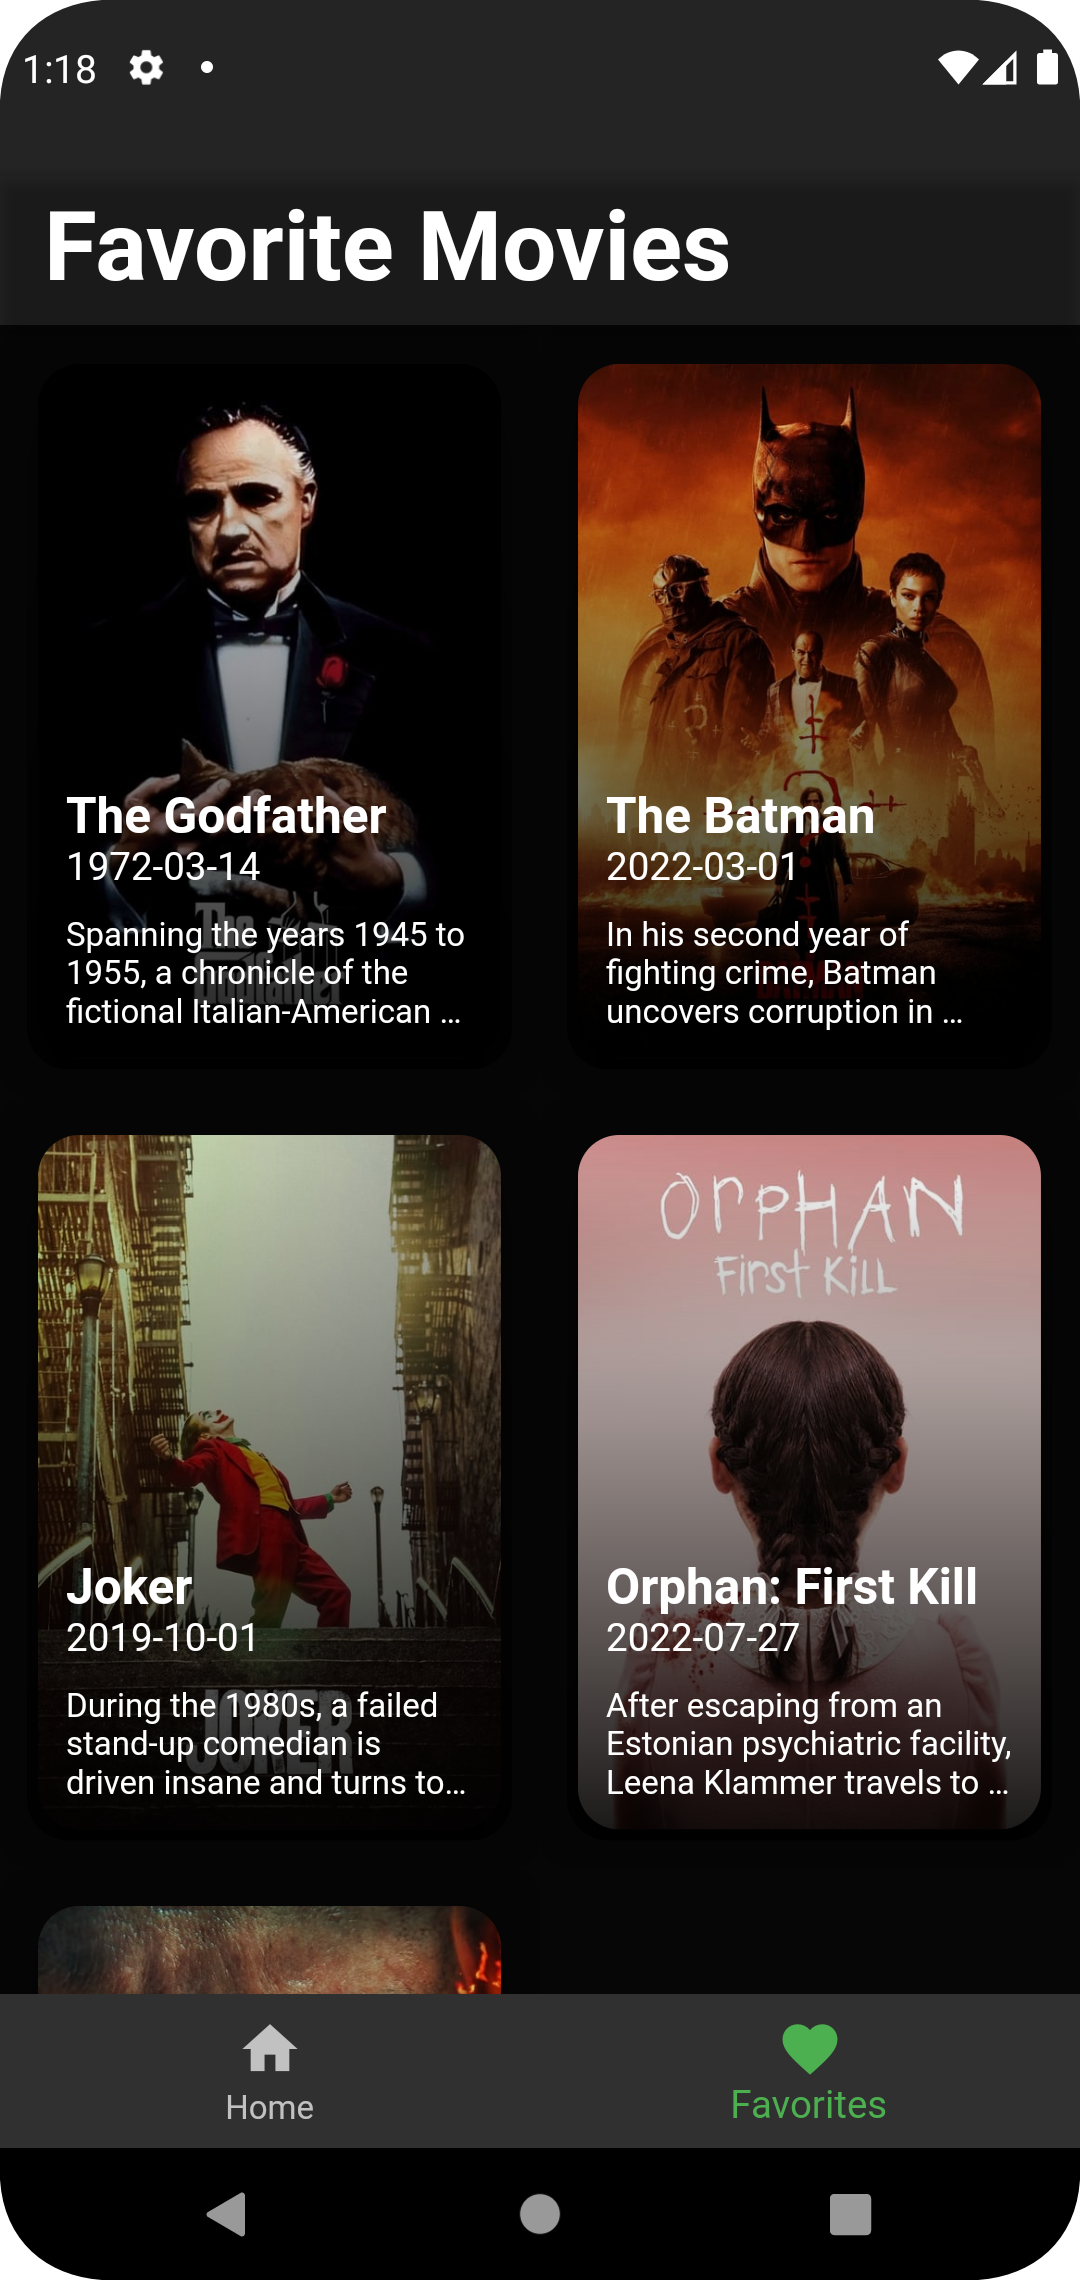 1:18
Favorite Movies
The Godfather
1972-03-14
Spanning the years 1945 to
1955, a chronicle of the
fictional Italian-American ...
The Batman
2022-03-01
In his second year of
fighting crime, Batman
uncovers corruption in ...
Joker
2019-10-01
During the 1980s, a failed
stand-up comedian is
driven insane and turns to...
JOKER
ORPHAN
First Kill
Orphan: First Kill
2022-07-27
After escaping from an
Estonian psychiatric facility,
Leena Klammer travels to ...
Home
Favorites